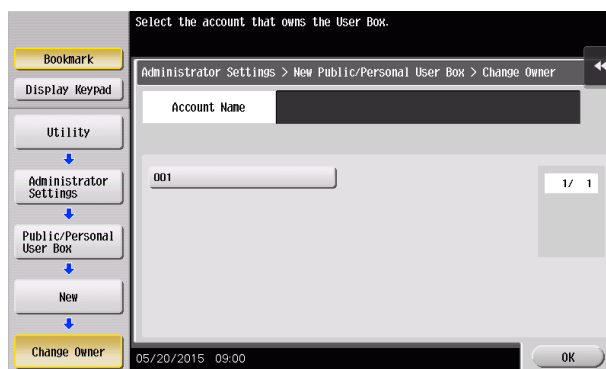 Select the account that owns the User Box.
Bookmark
Display Keypad
Utility
Administrator
Settings
Public/Personal
User Box
New
Change Owner
Administrator Settings > New Public/Personal User Box > Change Owner
Account Name
001
1/ 1
05/20/2015 09:00
OK